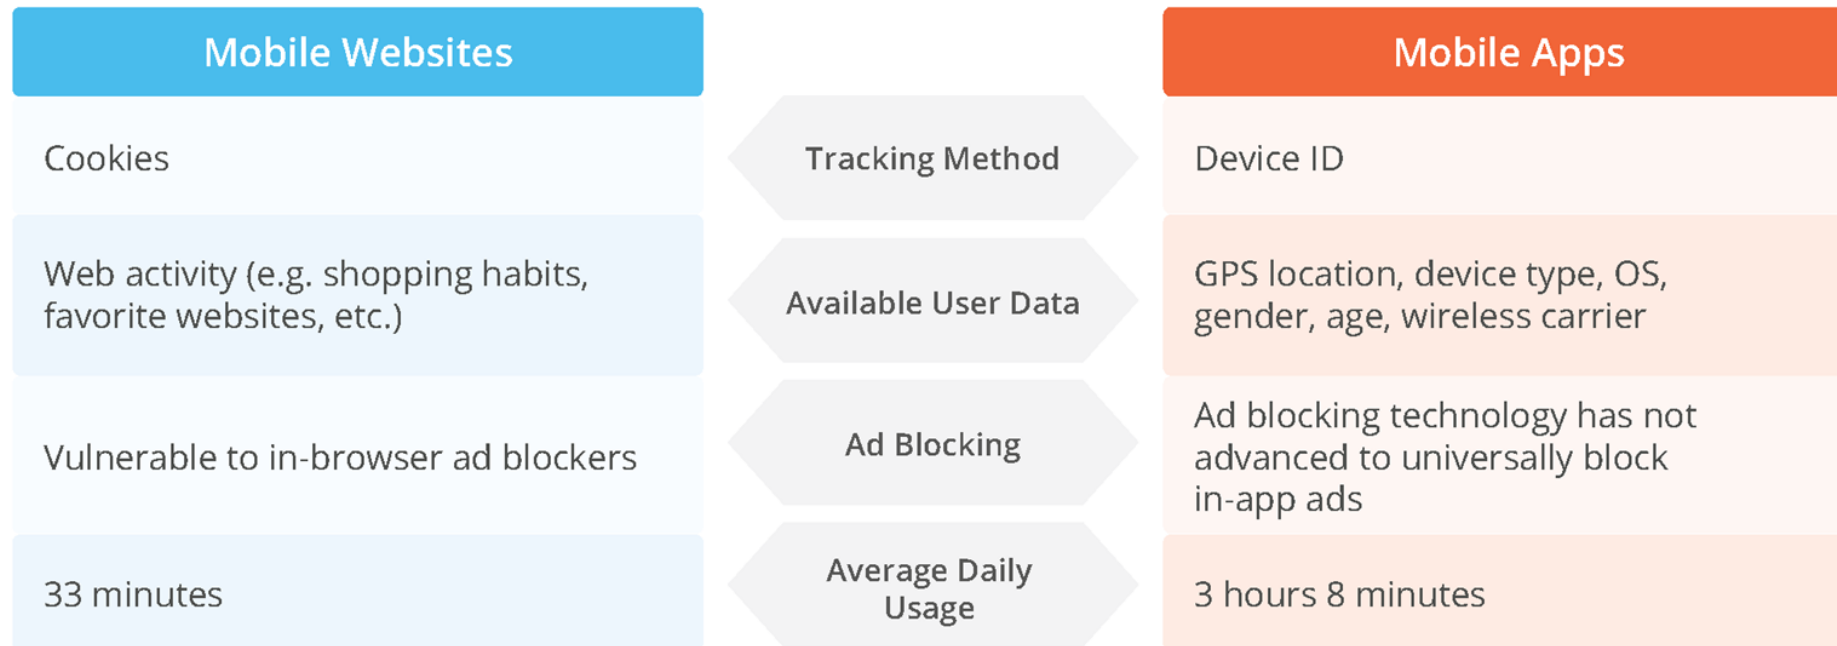 Mobile Websites
Mobile Apps
Cookies
Tracking Method
Device ID
Web activity (e.g. shopping habits,
favorite websites, etc.)
Available User Data
GPS location, device type, OS,
gender, age, wireless carrier
Vulnerable to in-browser ad blockers
Ad Blocking
Ad blocking technology has not
advanced to universally block
in-app ads
33 minutes
Average Daily
Usage
3 hours 8 minutes